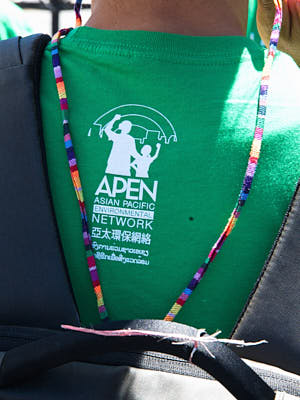 APEN
ASIAN PACIFIC
ENVIRONMENTAL
NETWORK
亞太環保網絡